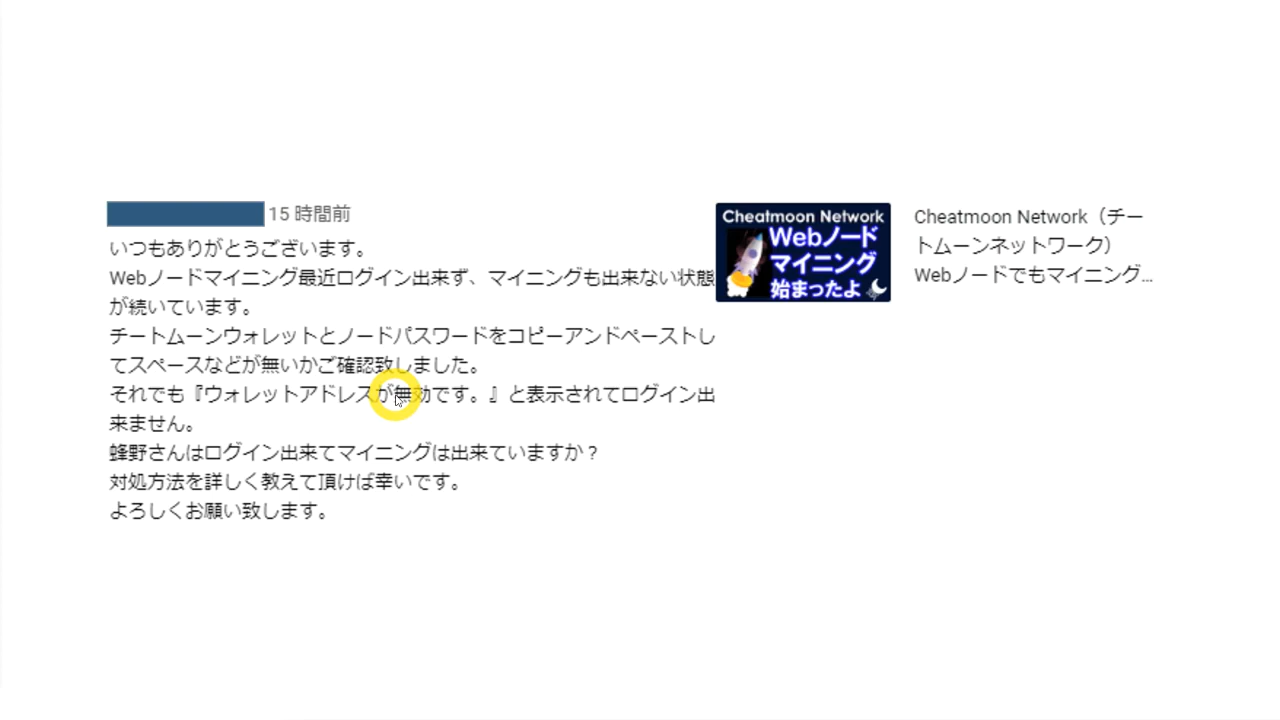 15 時間前
いつもありがとうございます。
Webノードマイニング最近ログイン出来ず、マイニングも出来ない状態
が続いています。
チートムーンウォレットとノードパスワードをコピーアンドペーストし
てスペースなどが無いかご確認致しました。
それでも『ウォレットアドレスが無効です。』と表示されてログイン出
来ません。
蜂野さんはログイン出来てマイニングは出来ていますか？
対処方法を詳しく教えて頂けば幸いです。
よろしくお願い致します。
Cheatmoon Network
Webノード
マイニング
始まったよ
Cheatmoon Network（チー
トムーンネットワーク）
Webノードでもマイニング...